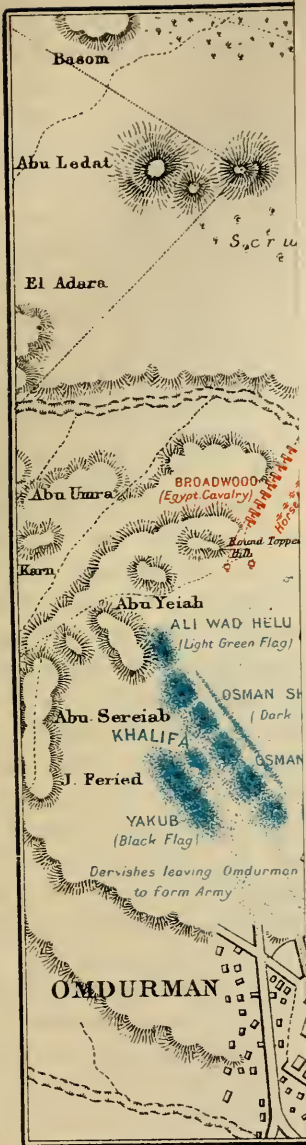 Basom
Abu Ledat
El Adara
BROADWOOD
(Egypt. Cavalry)
Horse
Abu Umra
Round Topped
Hills
Karn
Abu Yeiah
ALI WAD HELU
(Light Green Flag)
OSMAN SH
(Dark
Abu Sereiab
KHALIFA
OSMAN
J. Feried
YAKUB
(Black Flag)
Dervishes leaving Omdurman
to form Army
OMDURMAN